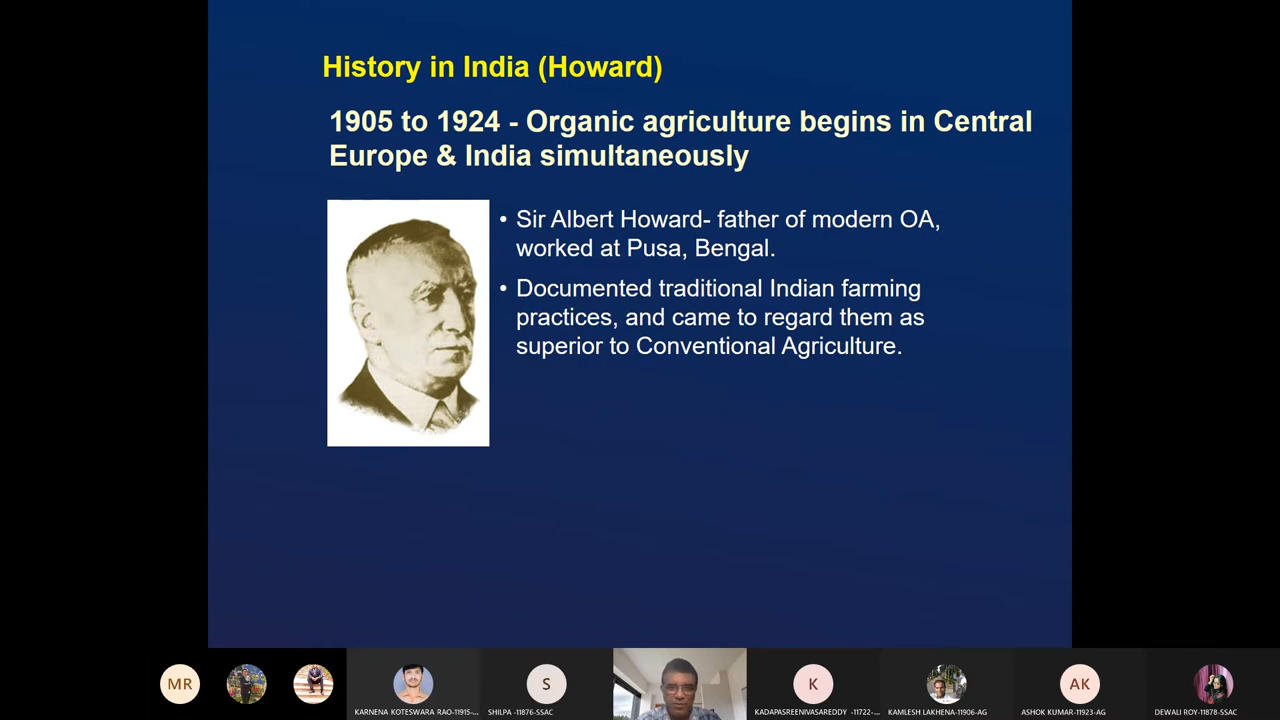 History in India (Howard)
1905 to 1924 - Organic agriculture begins in Central
Europe & India simultaneously
• Sir Albert Howard- father of modern OA,
worked at Pusa, Bengal.
• Documented traditional Indian farming
practices, and came to regard them as
superior to Conventional Agriculture.
MR
S
K
AK
KARNENA KOTESWARA RAO-11915-...
SHILPA -11876-SSAC
KADAPASREENIVASAREDDY -11722-...
KAMLESH LAKHENA-11906-AG
ASHOK KUMAR-11923-AG
DEWALI ROY-11878-SSAC